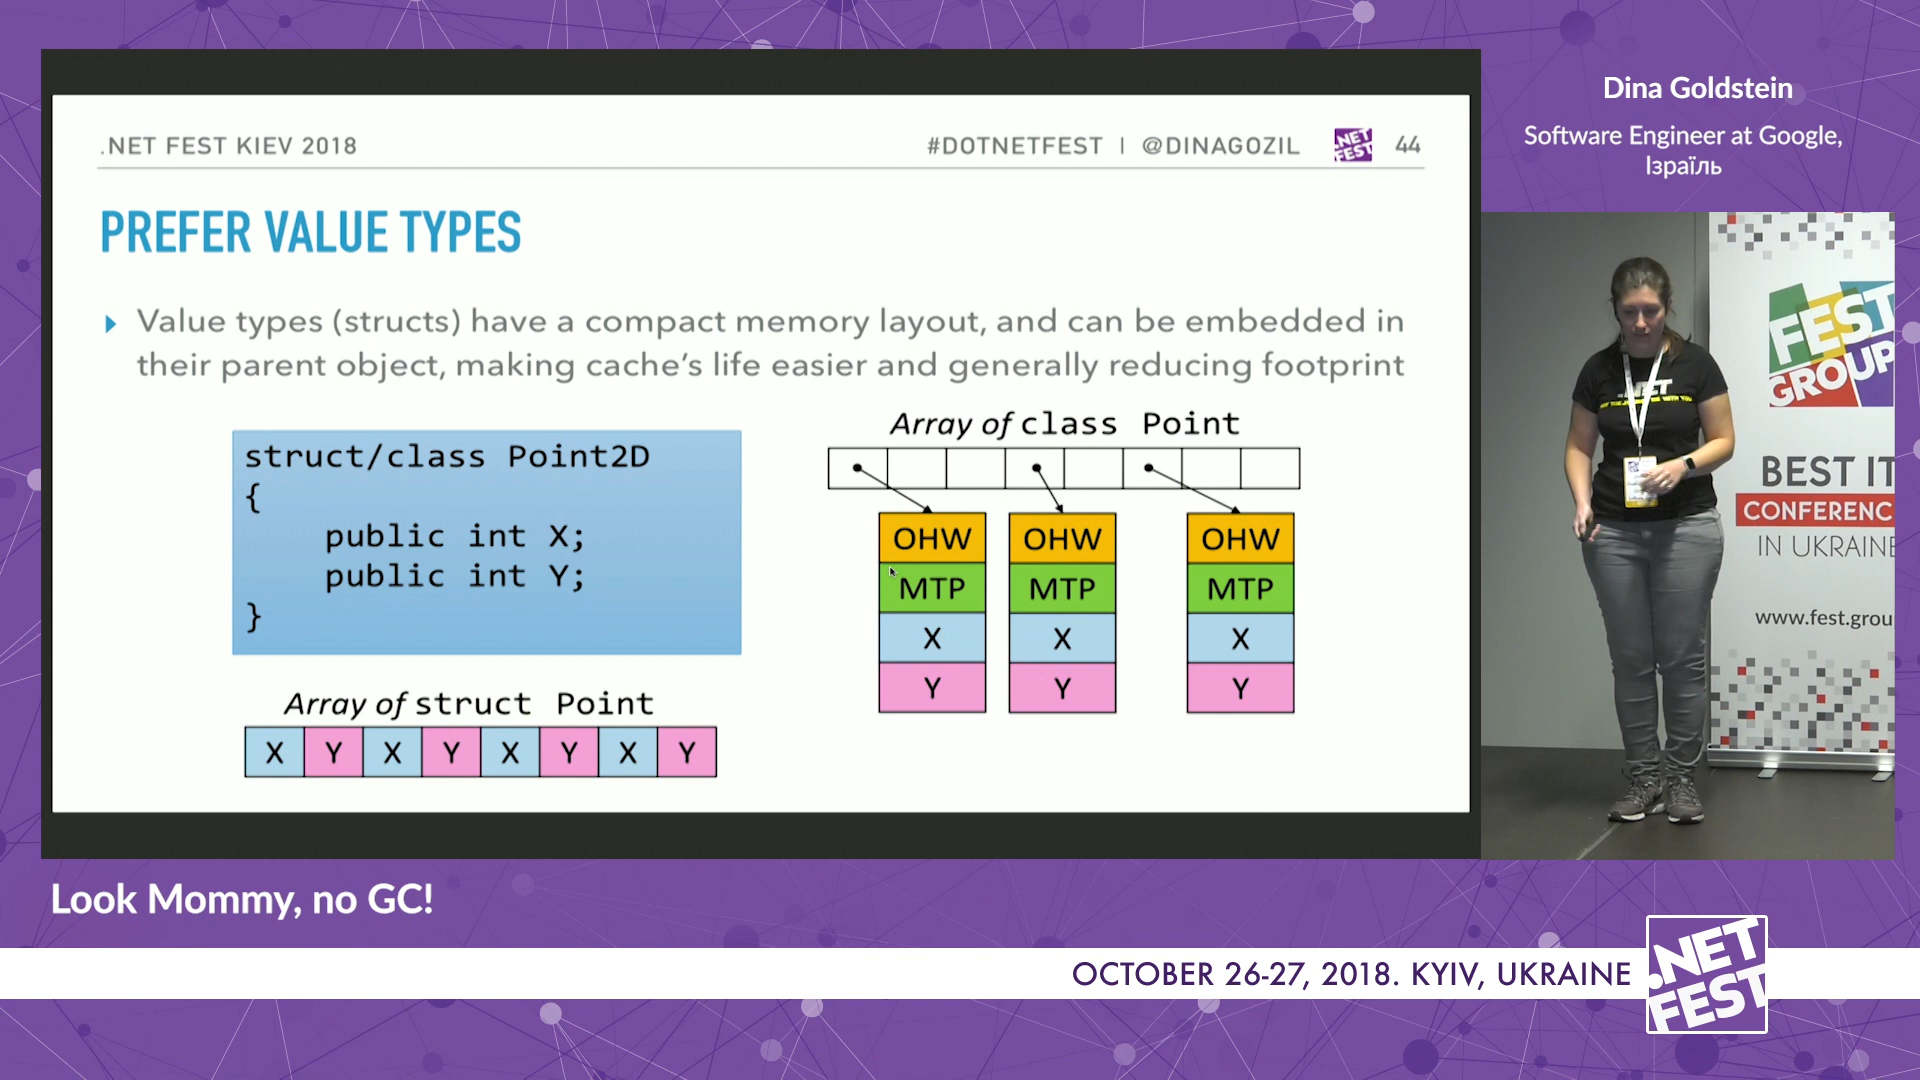 Dina Goldstein
Software Engineer at Google,
Ізраїль
.NET FEST KIEV 2018
#DOTNETFEST | @DINAGOZIL
.NET
FEST
44
PREFER VALUE TYPES
Value types (structs) have a compact memory layout, and can be embedded in
their parent object, making cache's life easier and generally reducing footprint
struct/class Point2D
{
public int X;
public int Y;
}
Array of struct Point
X Y X Y X Y X Y
Array of class Point
OHW OHW OHW
MTP MTP MTP
X X X
Y Y Y
.NET
FEST
GROUP
BEST IT
CONFERENC
IN UKRAINE
www.fest.grou
Look Mommy, no GC!
OCTOBER 26-27, 2018. KYIV, UKRAINE
.NET
FEST